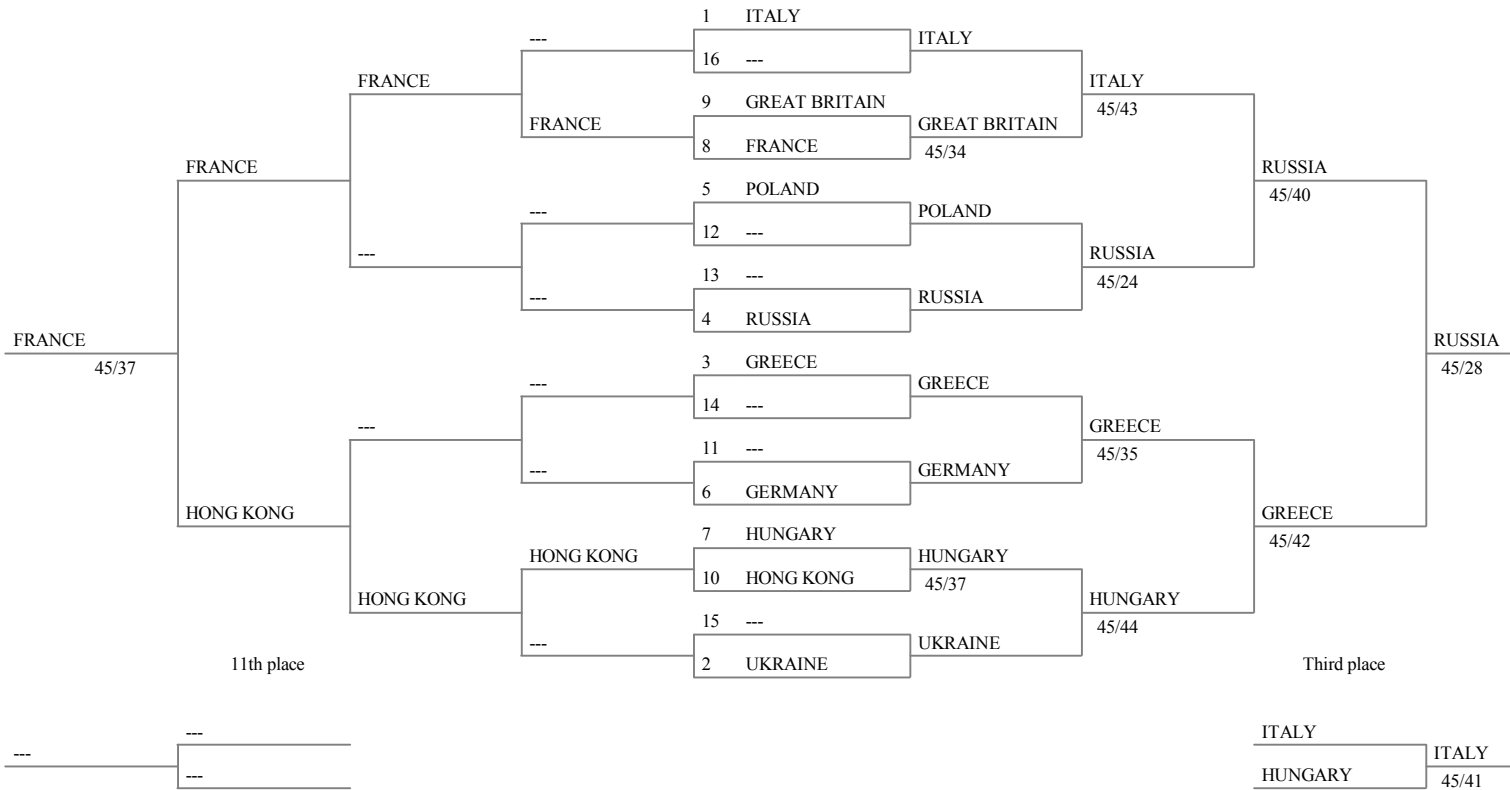 1 ITALY
--- ITALY
16 ---
FRANCE ITALY
9 GREAT BRITAIN 45/43
FRANCE GREAT BRITAIN
8 FRANCE 45/34
FRANCE RUSSIA
5 POLAND 45/40
--- POLAND
12 ---
--- RUSSIA
13 --- 45/24
--- RUSSIA
4 RUSSIA
FRANCE RUSSIA
45/37 3 GREECE 45/28
--- GREECE
14 ---
--- GREECE
11 --- 45/35
--- GERMANY
6 GERMANY
HONG KONG GREECE
7 HUNGARY 45/42
HONG KONG HUNGARY
10 HONG KONG 45/37
HONG KONG HUNGARY
15 --- 45/44
--- UKRAINE
11th place 2 UKRAINE Third place
--- ITALY
--- ITALY
--- HUNGARY 45/41